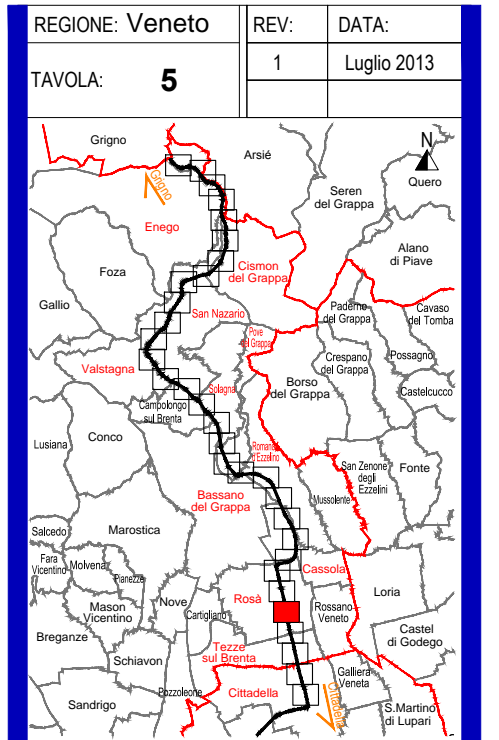 REGIONE: Veneto
REV:
DATA:
TAVOLA: 5
1
Luglio 2013
Grigno
Arsié
N
Quero
Grigno
Seren
del Grappa
Enego
Alano
di Piave
Foza
Cismon
del Grappa
Gallio
San Nazario
Paderno
del Grappa
Cavaso
del Tomba
Pove
del Grappa
Crespano
del Grappa
Possagno
Valstagna
Solagna
Borso
del Grappa
Castelcucco
Campolongo
sul Brenta
Lusiana
Conco
Romano
d'Ezzelino
San Zenone
degli
Ezzelini
Fonte
Bassano
del Grappa
Mussolente
Salcedo
Marostica
Fara
Vicentino
Molvena
Pianezze
Cassola
Loria
Rosà
Mason
Vicentino
Nove
Cartigliano
Rossano
Veneto
Breganze
Castel
di Godego
Schiavon
Tezze
sul Brenta
Galliera
Veneta
Pozzoleone
Cittadella
Cittadella
Sandrigo
S.Martino
di Lupari